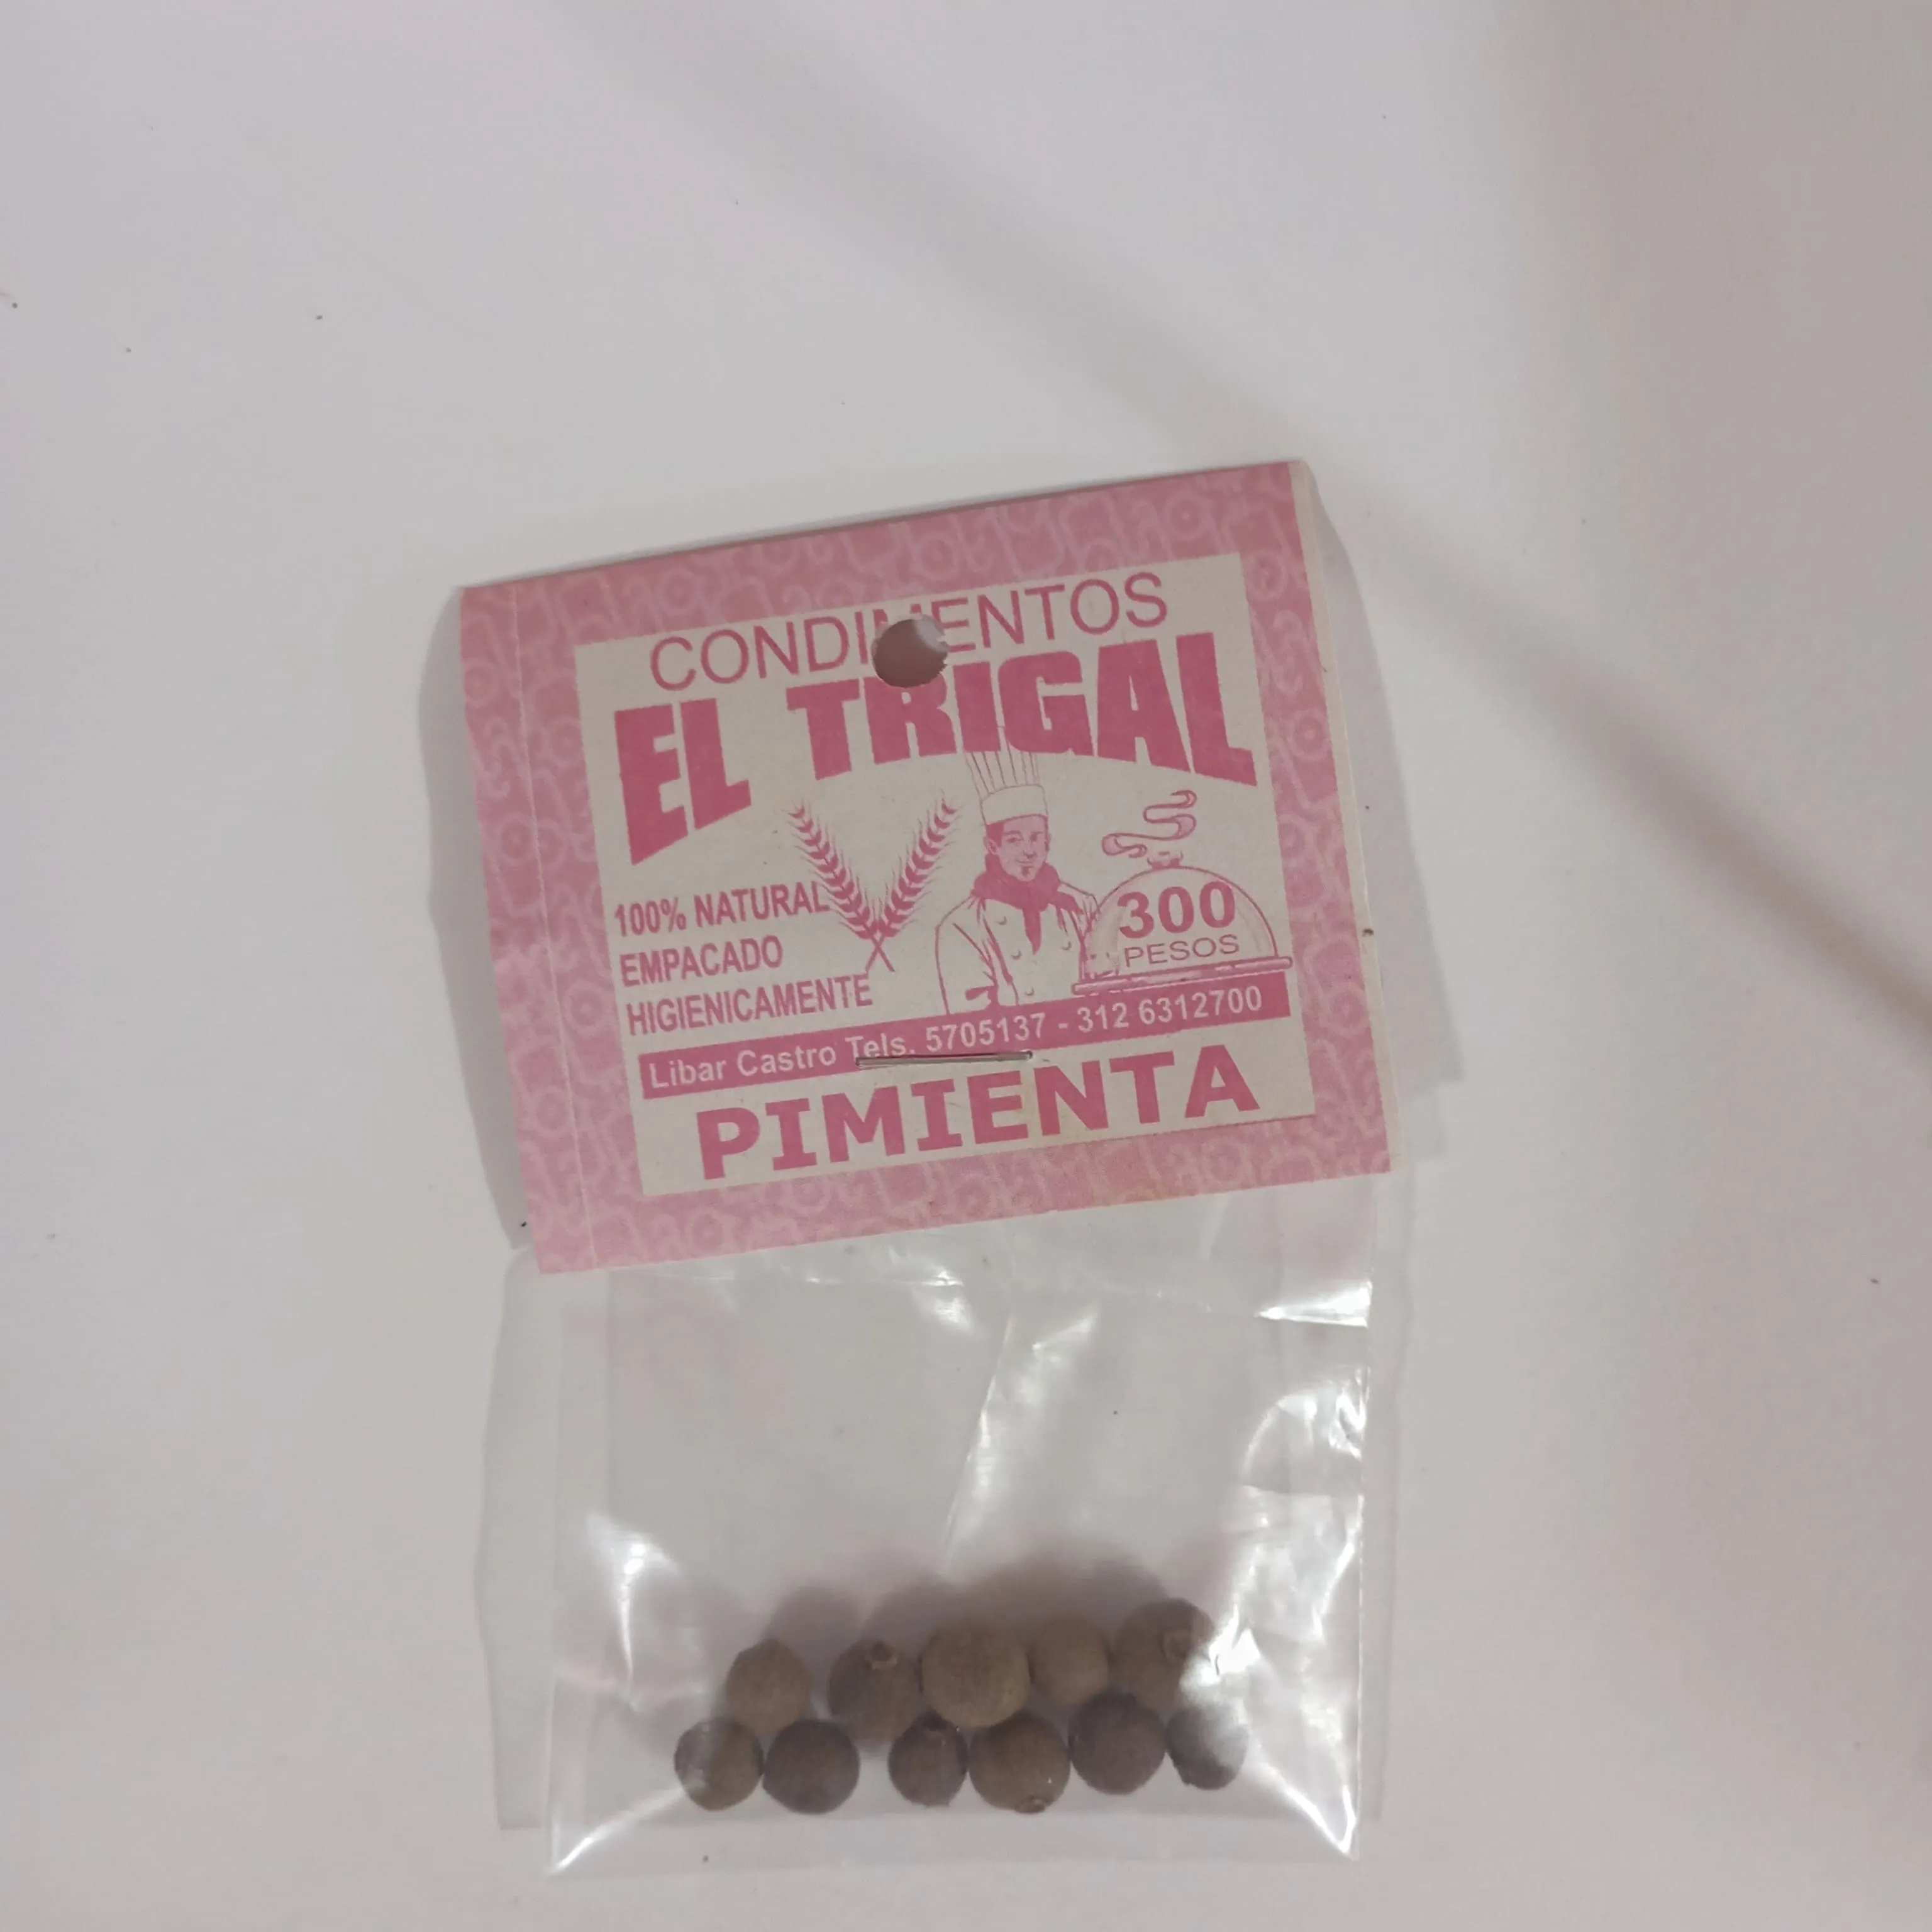 CONDIMENTOS
EL TRIGAL
100% NATURAL
EMPACADO
HIGIENICAMENTE
300
PESOS
Libar Castro Tels. 5705137 - 312 6312700
PIMIENTA